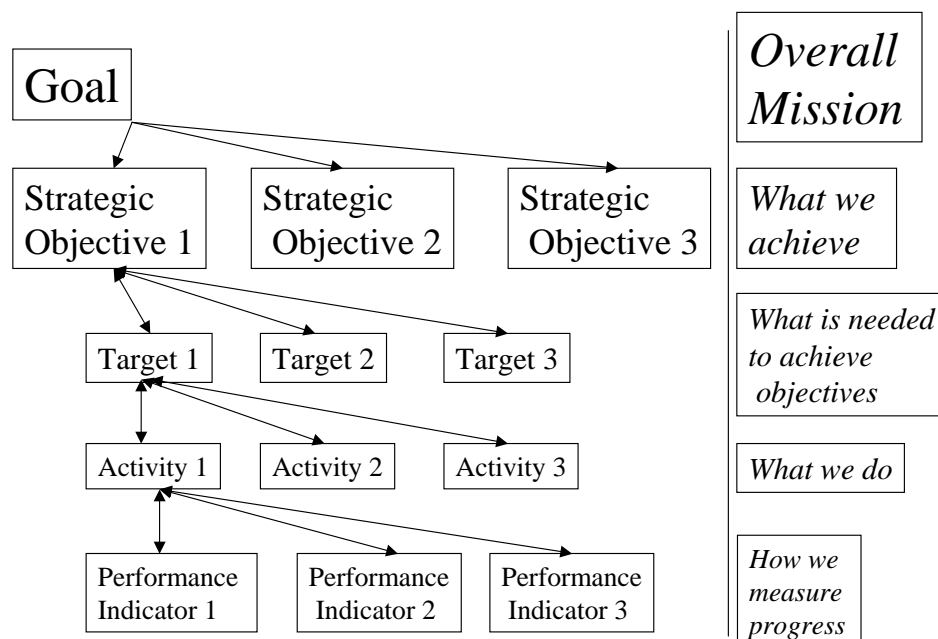 Goal
Overall
Mission
Strategic
Objective 1
Strategic
Objective 2
Strategic
Objective 3
What we
achieve
Target 1
Target 2
Target 3
What is needed
to achieve
objectives
Activity 1
Activity 2
Activity 3
What we do
Performance
Indicator 1
Performance
Indicator 2
Performance
Indicator 3
How we
measure
progress